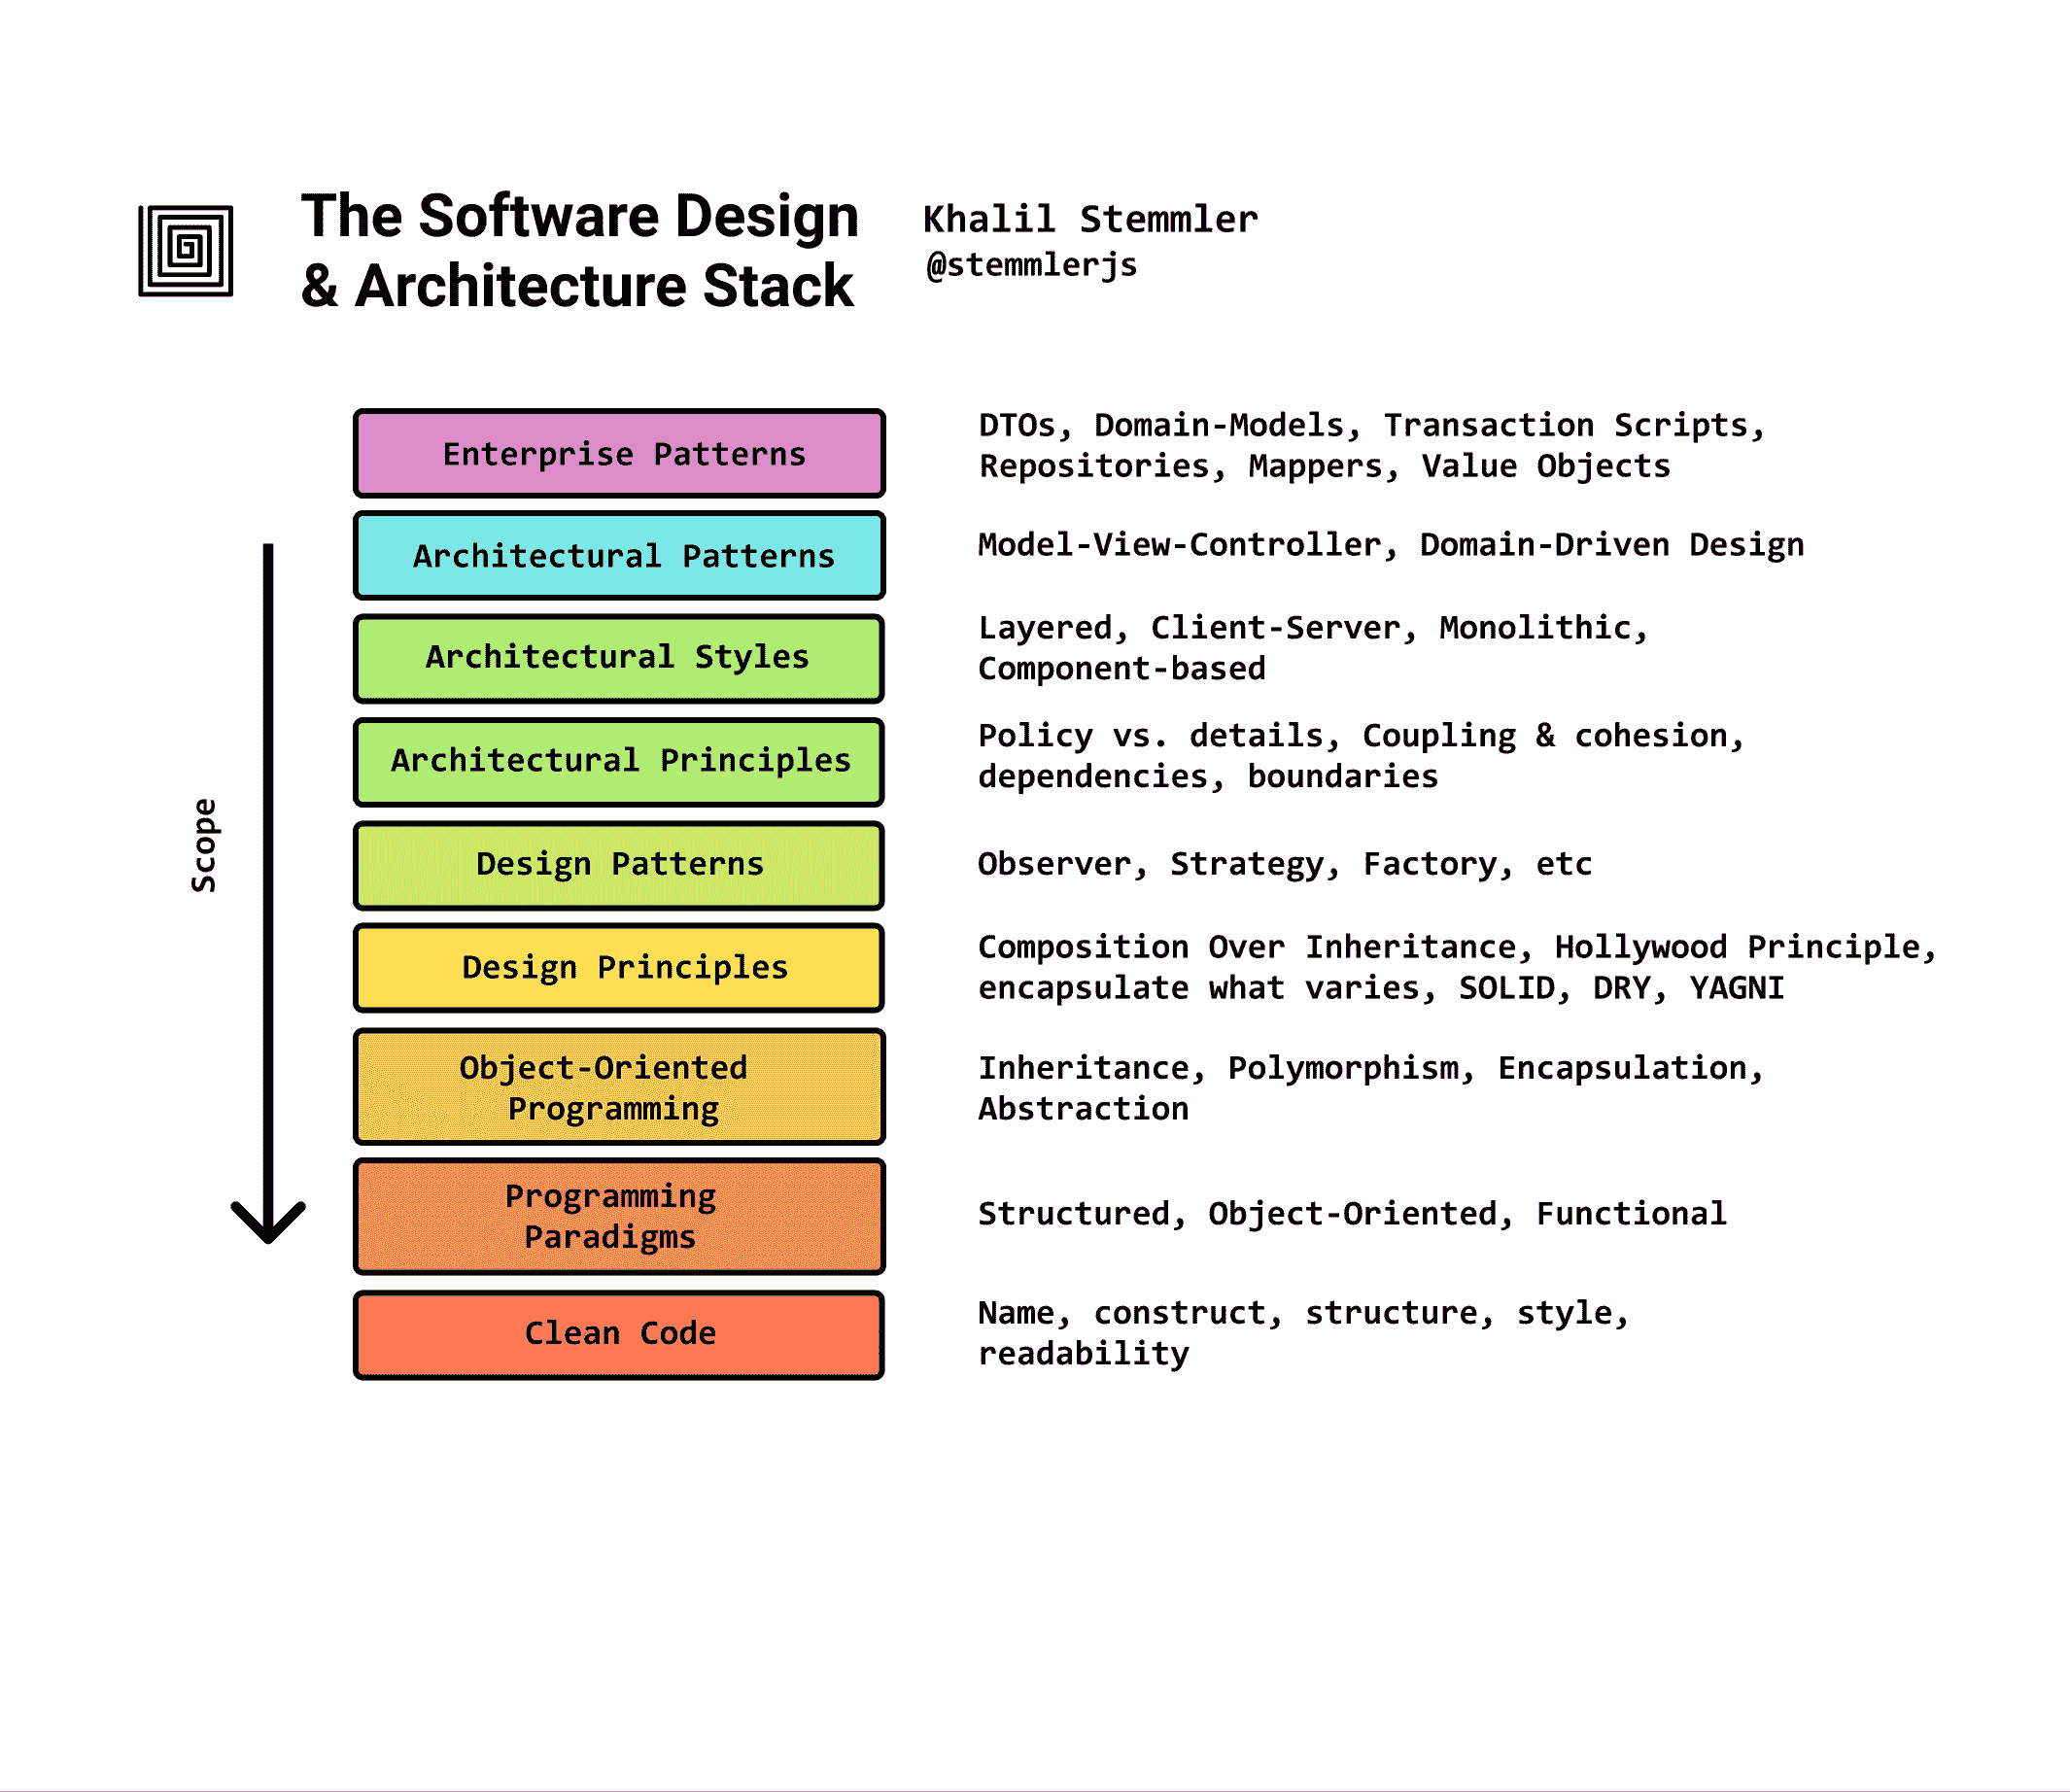 The Software Design
& Architecture Stack
Khalil Stemmler
@stemmlerjs
Scope
Enterprise Patterns
DTOs, Domain-Models, Transaction Scripts,
Repositories, Mappers, Value Objects
Architectural Patterns
Model-View-Controller, Domain-Driven Design
Architectural Styles
Layered, Client-Server, Monolithic,
Component-based
Architectural Principles
Policy vs. details, Coupling & cohesion,
dependencies, boundaries
Design Patterns
Observer, Strategy, Factory, etc
Design Principles
Composition Over Inheritance, Hollywood Principle,
encapsulate what varies, SOLID, DRY, YAGNI
Object-Oriented
Programming
Inheritance, Polymorphism, Encapsulation,
Abstraction
Programming
Paradigms
Structured, Object-Oriented, Functional
Clean Code
Name, construct, structure, style,
readability